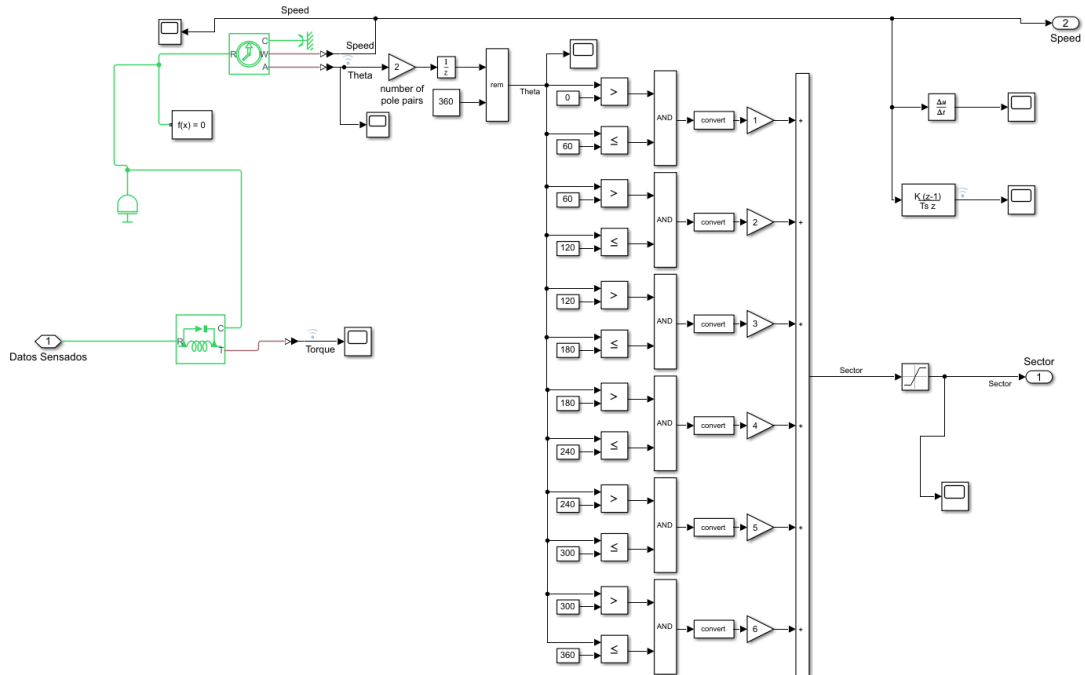 Speed
2
Speed
C
R
W
A
Speed
Theta
2
number of
pole pairs
1
z
360
rem
Theta
f(x) = 0
0
>
60
≤
AND
convert
1
+
60
>
120
≤
AND
convert
2
+
120
>
180
≤
AND
convert
3
+
180
>
240
≤
AND
convert
4
+
240
>
300
≤
AND
convert
5
+
300
>
360
≤
AND
convert
6
+
Δu
Δt
K (z-1)
Ts z
1
Datos Sensados
R
C
T
Torque
Sector
Sector
1
Sector